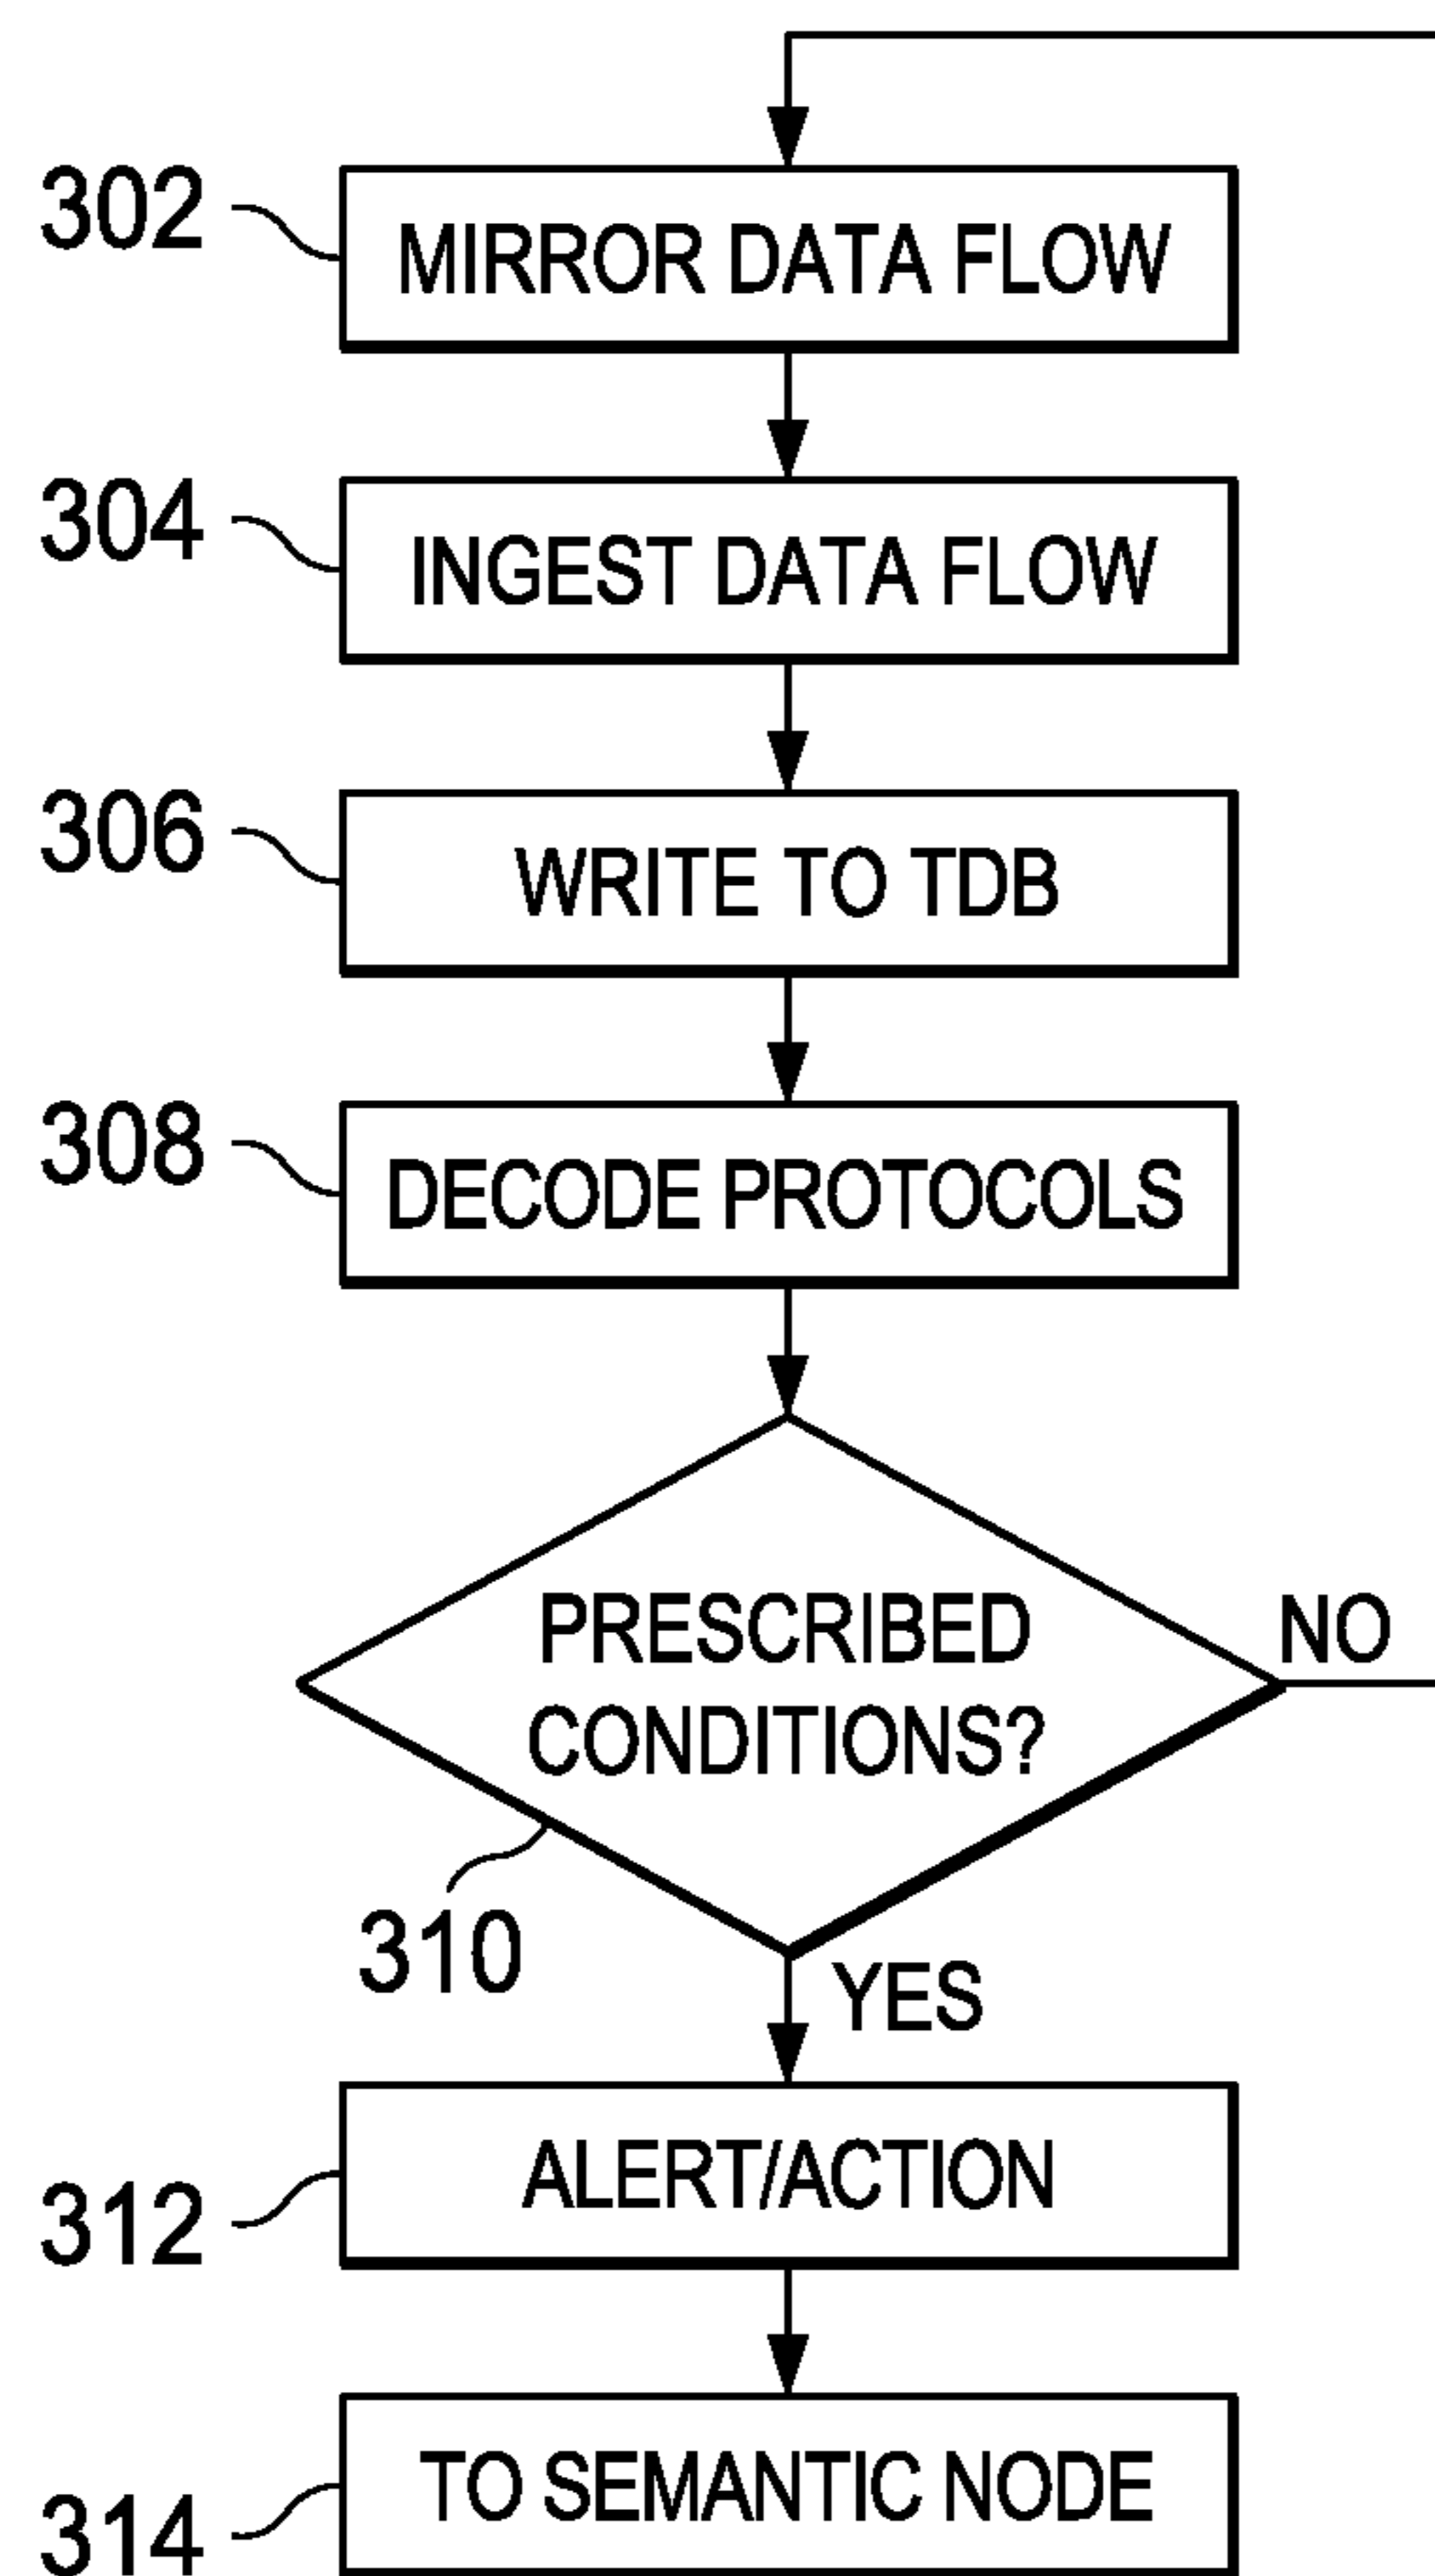 302
MIRROR DATA FLOW
304
INGEST DATA FLOW
306
WRITE TO TDB
308
DECODE PROTOCOLS
PRESCRIBED
CONDITIONS?
NO
310
YES
312
ALERT/ACTION
314
TO SEMANTIC NODE